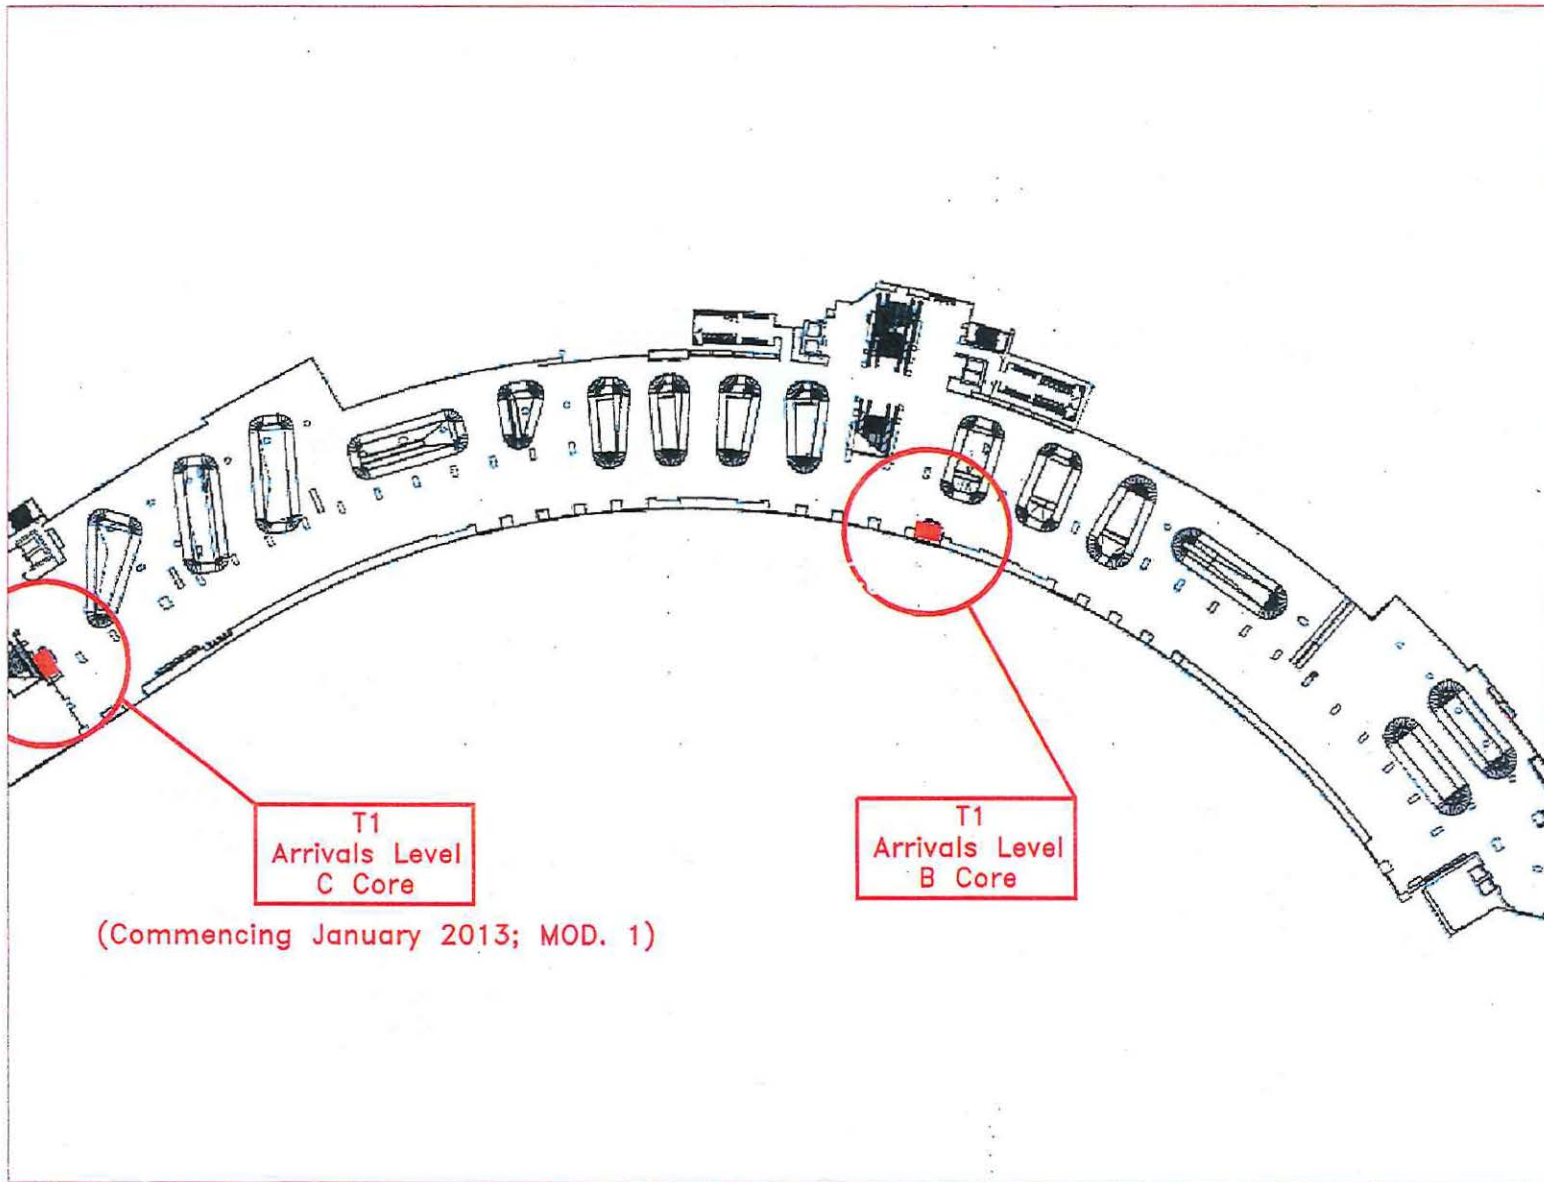 T1
Arrivals Level
C Core
(Commencing January 2013; MOD. 1)
T1
Arrivals Level
B Core